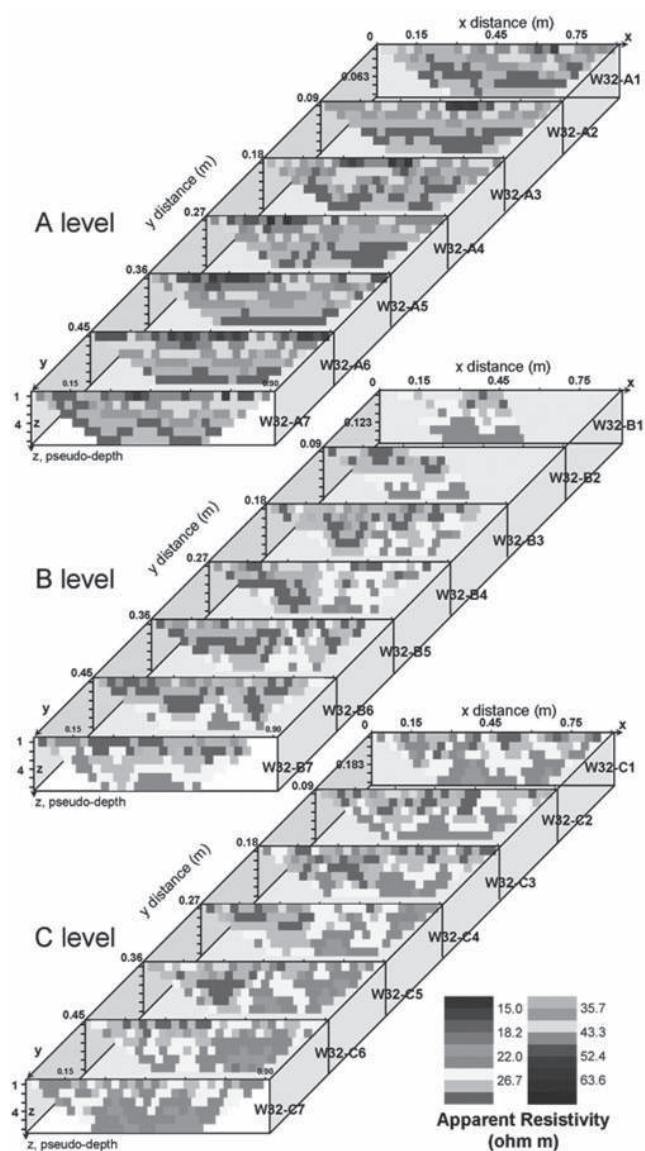 x distance (m)
0 0.15 0.45 0.75 x
0.063
W32-A1
0.09
W32-A2
0.18
W32-A3
y distance (m)
0.27
W32-A4
A level
0.36
W32-A5
0.45
W32-A6
y
0.15 0.90
1
4 z
W32-A7
z, pseudo-depth
x distance (m)
0 0.15 0.45 0.75 x
0.123
W32-B1
0.09
W32-B2
0.18
W32-B3
y distance (m)
0.27
W32-B4
B level
0.36
W32-B5
0.45
W32-B6
y
0.15 0.90
1
4 z
W32-B7
z, pseudo-depth
x distance (m)
0 0.15 0.45 0.75 x
0.183
W32-C1
0.09
W32-C2
0.18
W32-C3
y distance (m)
0.27
W32-C4
C level
0.36
W32-C5
0.45
W32-C6
y
0.15 0.90
1
4 z
W32-C7
z, pseudo-depth
15.0 35.7
18.2 43.3
22.0 52.4
26.7 63.6
Apparent Resistivity
(ohm m)